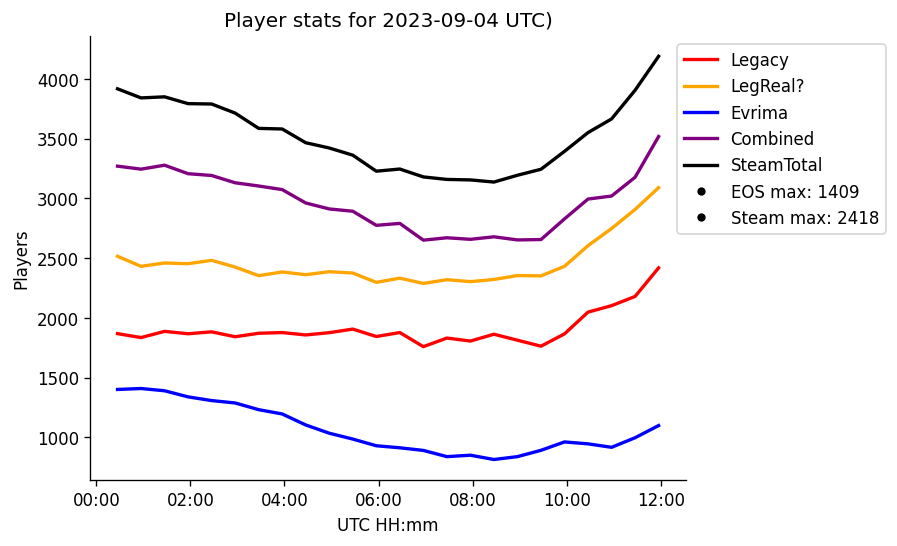 Player stats for 2023-09-04 UTC)
Players
4000
3500
3000
2500
2000
1500
1000
00:00 02:00 04:00 06:00 08:00 10:00 12:00
UTC HH:mm
Legacy
LegReal?
Evrima
Combined
SteamTotal
EOS max: 1409
Steam max: 2418